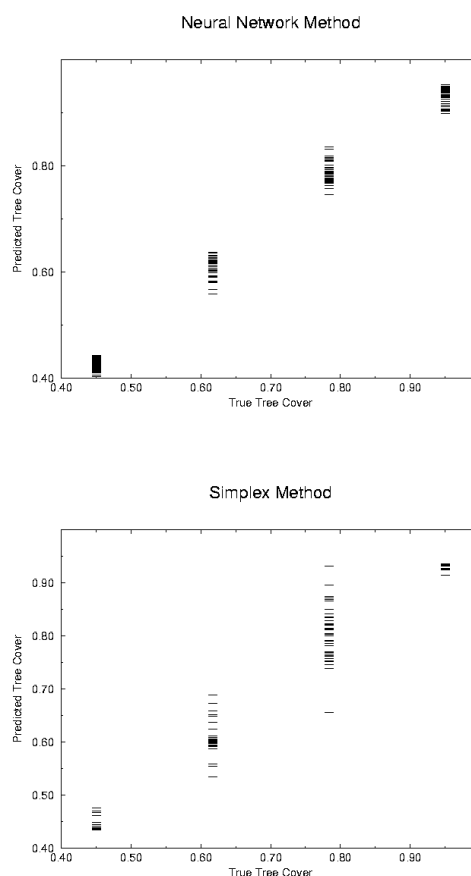 Neural Network Method
0.80
0.60
0.40
Predicted Tree Cover
0.40 0.50 0.60 0.70 0.80 0.90
True Tree Cover
Simplex Method
0.90
0.80
0.70
0.60
0.50
0.40
Predicted Tree Cover
0.40 0.50 0.60 0.70 0.80 0.90
True Tree Cover